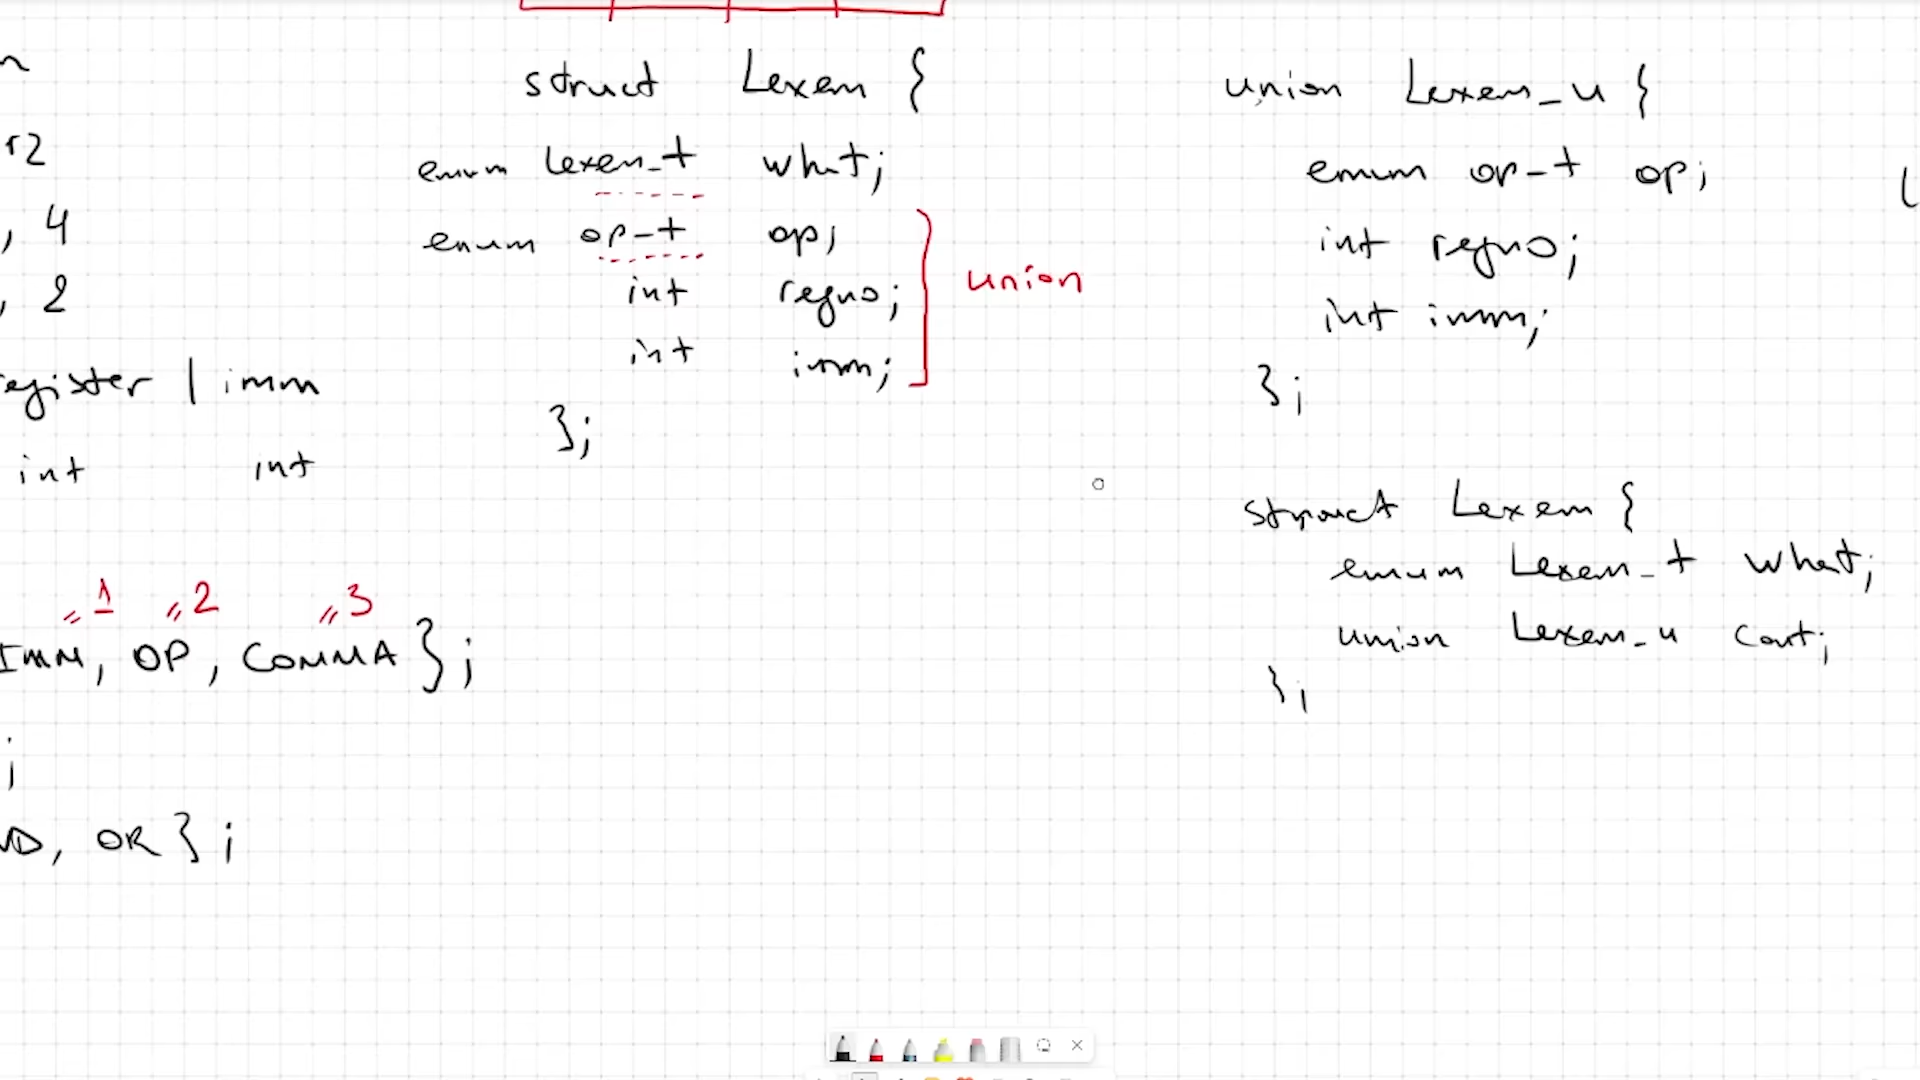 r2
, 4
, 2
register | imm
int int
=1 =2 =3
IMM, OP, COMMA };
;
ND, OR };
struct Lexem {
enum Lexem_t what;
enum op_t op;
int regno;
int imm;
};
union
union Lexem_u {
enum op_t op;
int regno;
int imm;
};
struct Lexem {
enum Lexem_t what;
union Lexem_u cont;
};